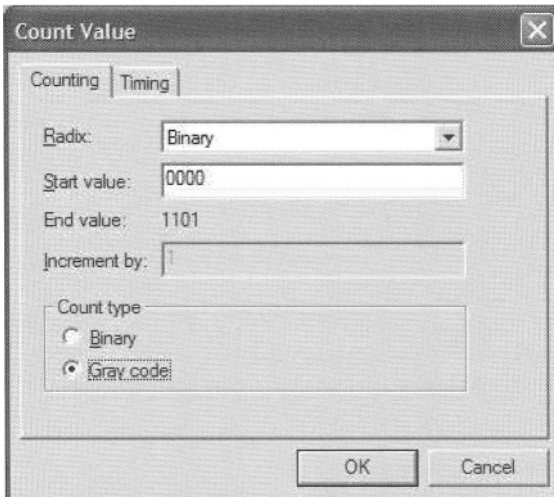 Count Value
Counting Timing
Radix: Binary
Start value: 0000
End value: 1101
Increment by: 1
Count type
Binary
Gray code
OK Cancel